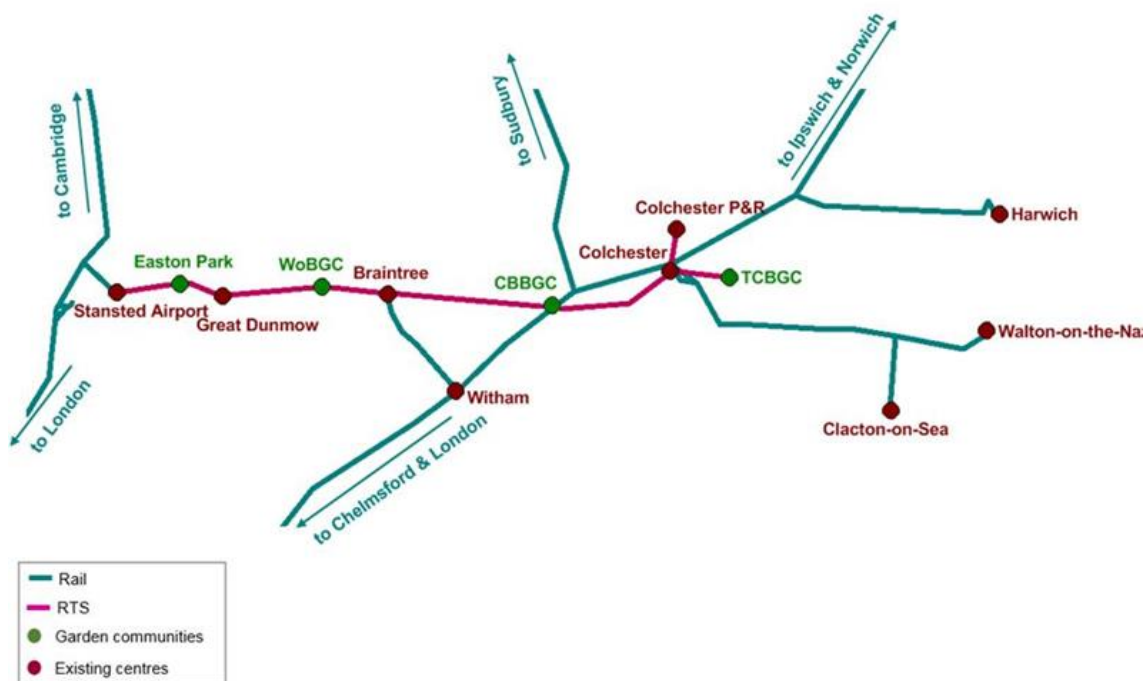 to Ipswich & Norwich
to Sudbury
to Cambridge
Colchester P&R
Harwich
Colchester
Easton Park
WoBGC
Braintree
CBBGC
TCBGC
Stansted Airport
Great Dunmow
Walton-on-the-Naz
Witham
to London
Clacton-on-Sea
to Chelmsford & London
Rail
RTS
Garden communities
Existing centres